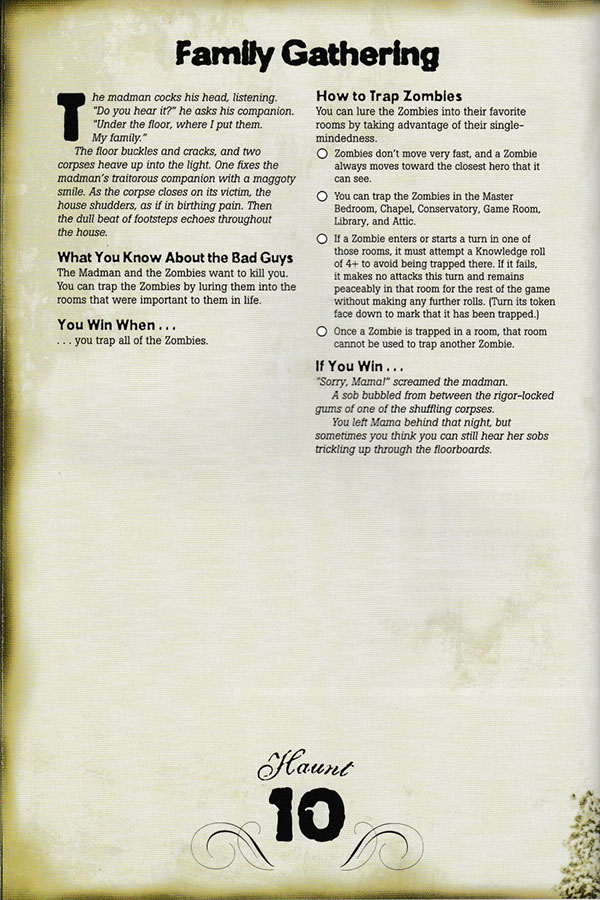 Family Gathering
The madman cocks his head, listening.
"Do you hear it?" he asks his companion.
"Under the floor, where I put them.
My family."
The floor buckles and cracks, and two
corpses heave up into the light. One fixes the
madman's traitorous companion with a maggoty
smile. As the corpse closes on its victim, the
house shudders, as if in birthing pain. Then
the dull beat of footsteps echoes throughout
the house.
What You Know About the Bad Guys
The Madman and the Zombies want to kill you.
You can trap the Zombies by luring them into the
rooms that were important to them in life.
You Win When . . .
. . . you trap all of the Zombies.
How to Trap Zombies
You can lure the Zombies into their favorite
rooms by taking advantage of their single-
mindedness.
Zombies don't move very fast, and a Zombie
always moves toward the closest hero that it
can see.
You can trap the Zombies in the Master
Bedroom, Chapel, Conservatory, Game Room,
Library, and Attic.
If a Zombie enters or starts a turn in one of
those rooms, it must attempt a Knowledge roll
of 4+ to avoid being trapped there. If it fails,
it makes no attacks this turn and remains
peaceably in that room for the rest of the game
without making any further rolls. (Turn its token
face down to mark that it has been trapped.)
Once a Zombie is trapped in a room, that room
cannot be used to trap another Zombie.
If You Win . . .
"Sorry, Mama!" screamed the madman.
A sob bubbled from between the rigor-locked
gums of one of the shuffling corpses.
You left Mama behind that night, but
sometimes you think you can still hear her sobs
trickling up through the floorboards.
Haunt
10